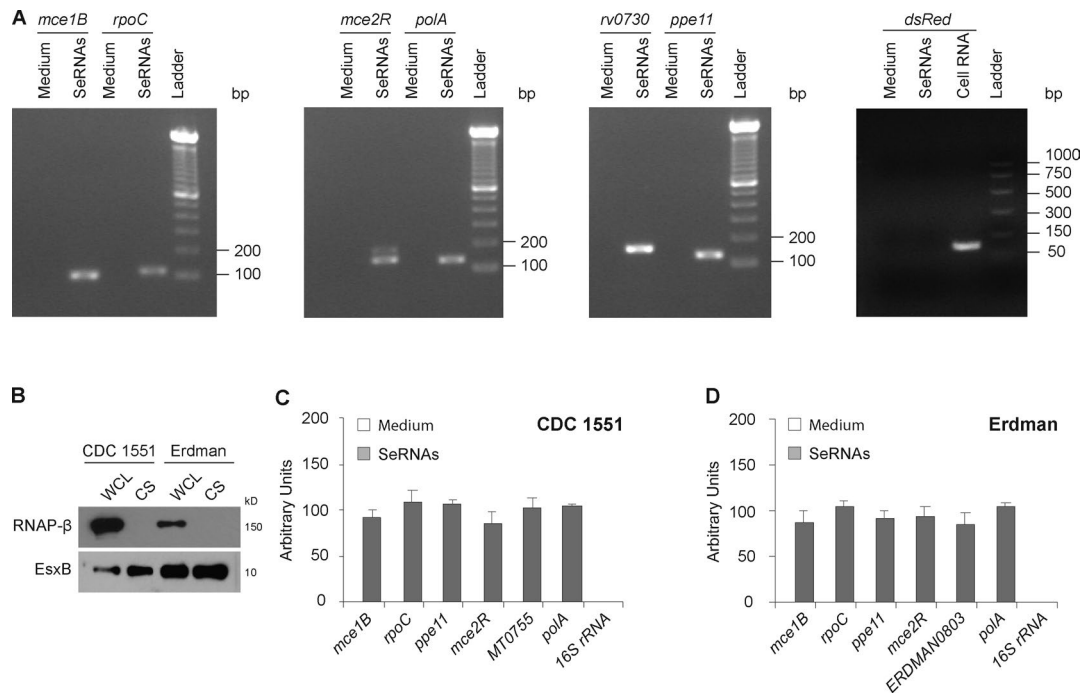 A
mce1B rpoC
Medium SeRNAs Medium SeRNAs Ladder
bp
200
100
mce2R polA
Medium SeRNAs Medium SeRNAs Ladder
bp
200
100
rv0730 ppe11
Medium SeRNAs Medium SeRNAs Ladder
bp
200
100
dsRed
Medium SeRNAs Cell RNA Ladder
bp
1000
750
500
300
150
50
B
CDC 1551 Erdman
WCL CS WCL CS
kD
RNAP-β 150
EsxB 10
C
CDC 1551
Medium
SeRNAs
Arbitrary Units
200
150
100
50
0
mce1B rpoC ppe11 mce2R MT0755 polA 16S rRNA
D
Erdman
Medium
SeRNAs
Arbitrary Units
200
150
100
50
0
mce1B rpoC ppe11 mce2R ERDMAN0803 polA 16S rRNA